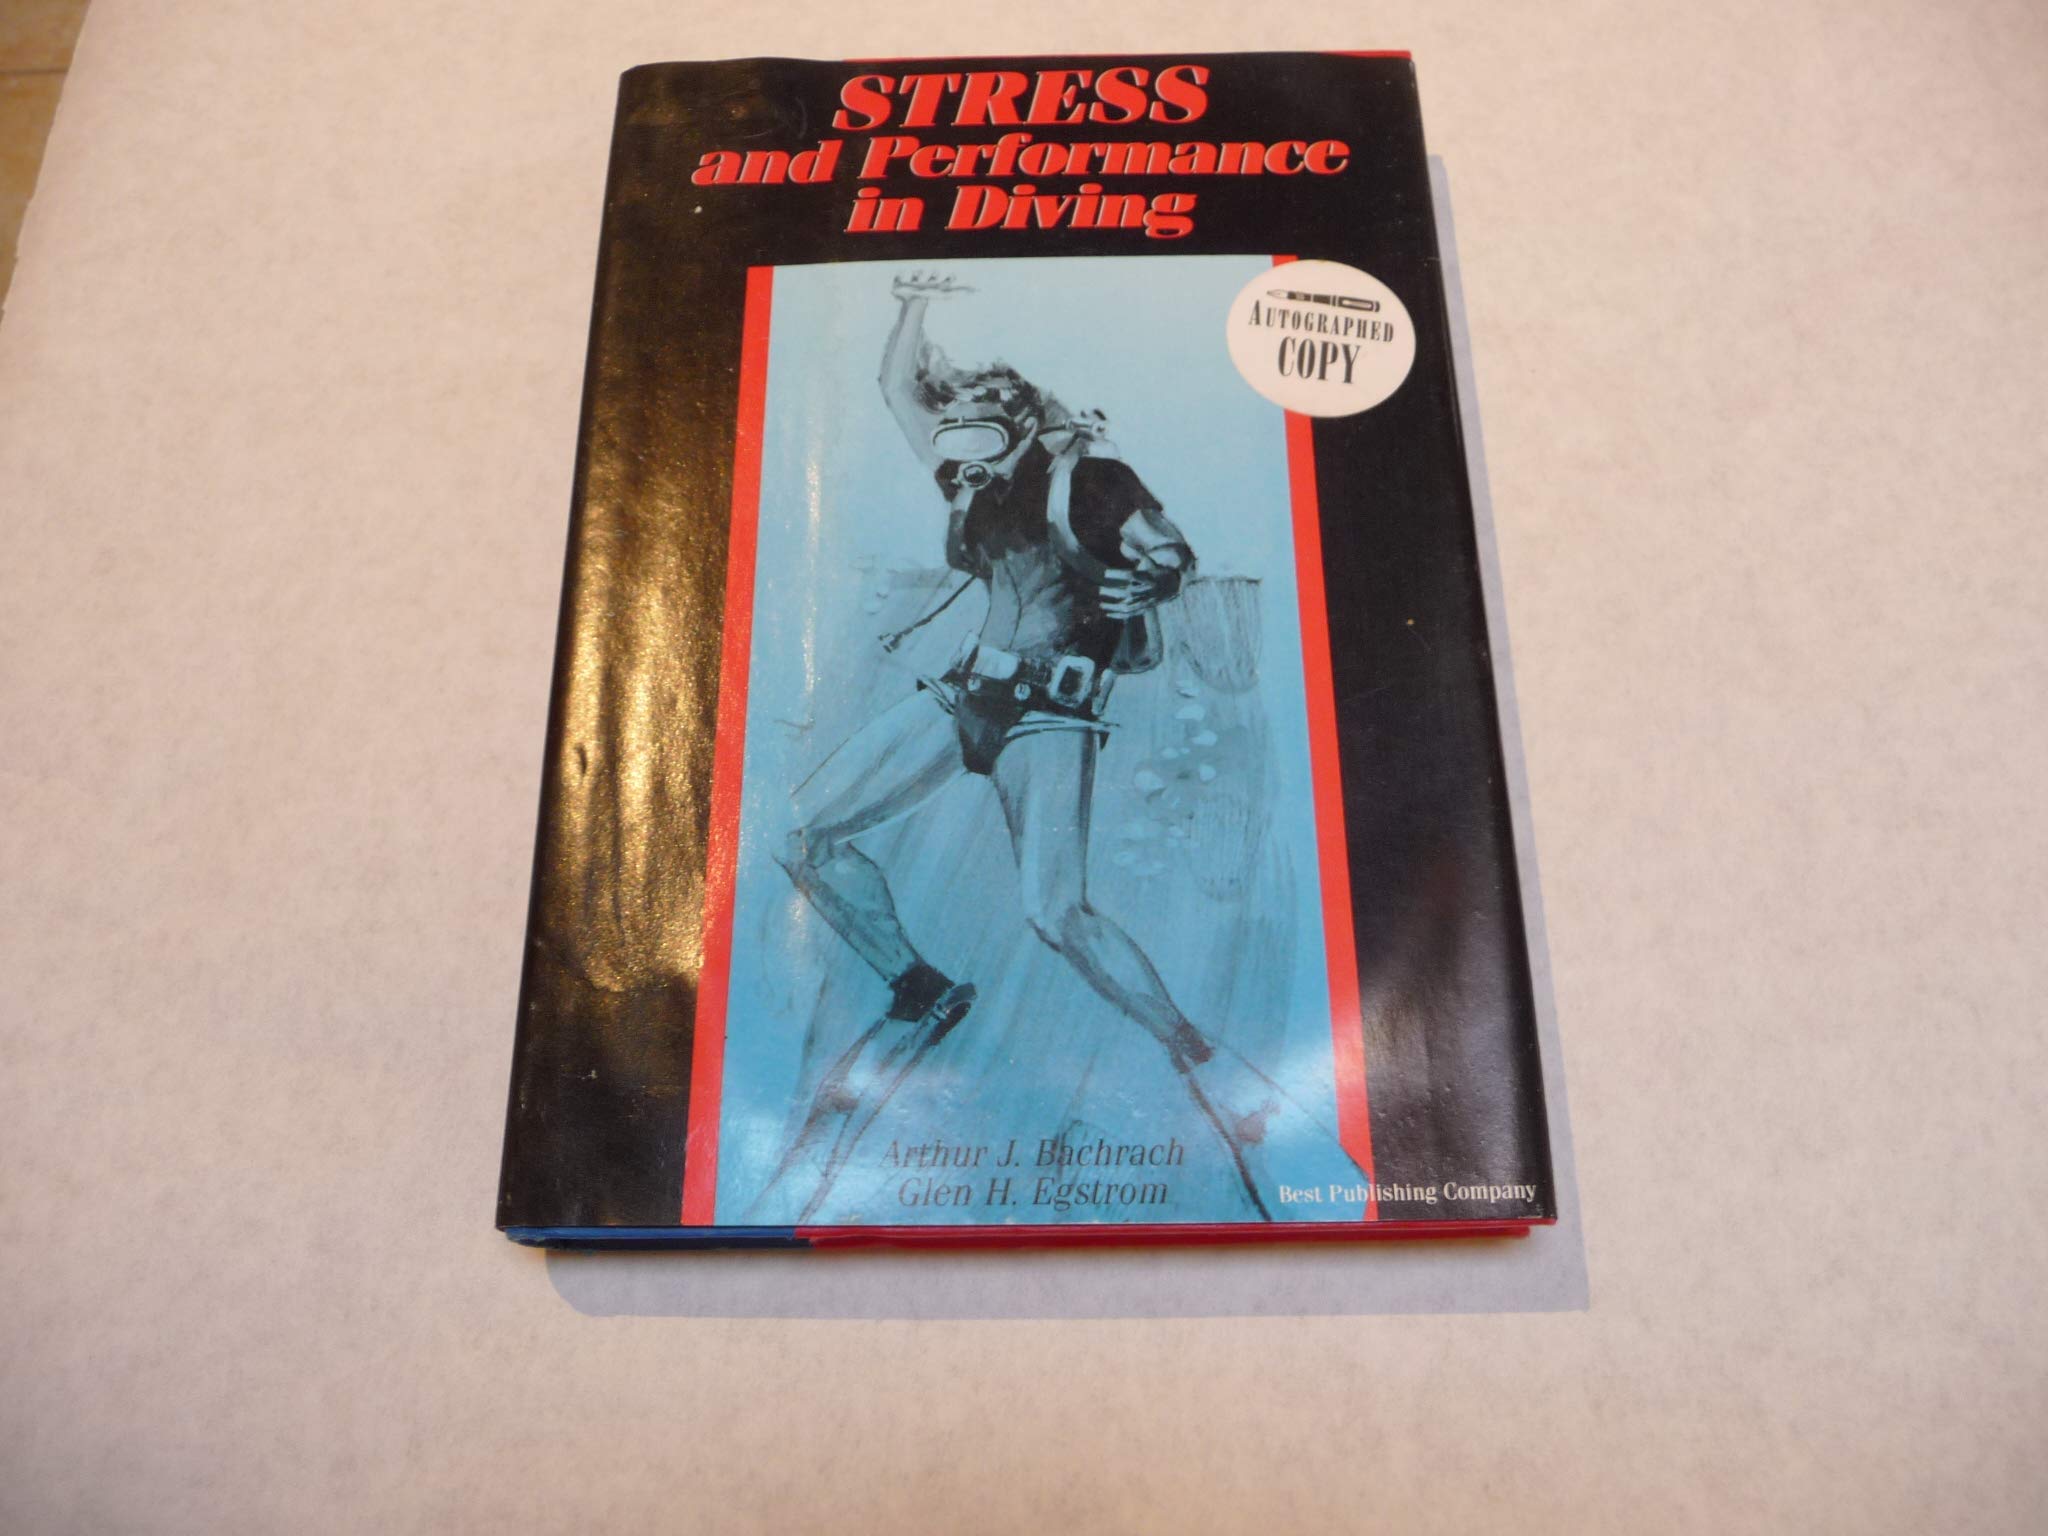 STRESS
and Performance
in Diving
AUTOGRAPHED
COPY
Arthur J. Bachrach
Glen H. Egstrom
Best Publishing Company